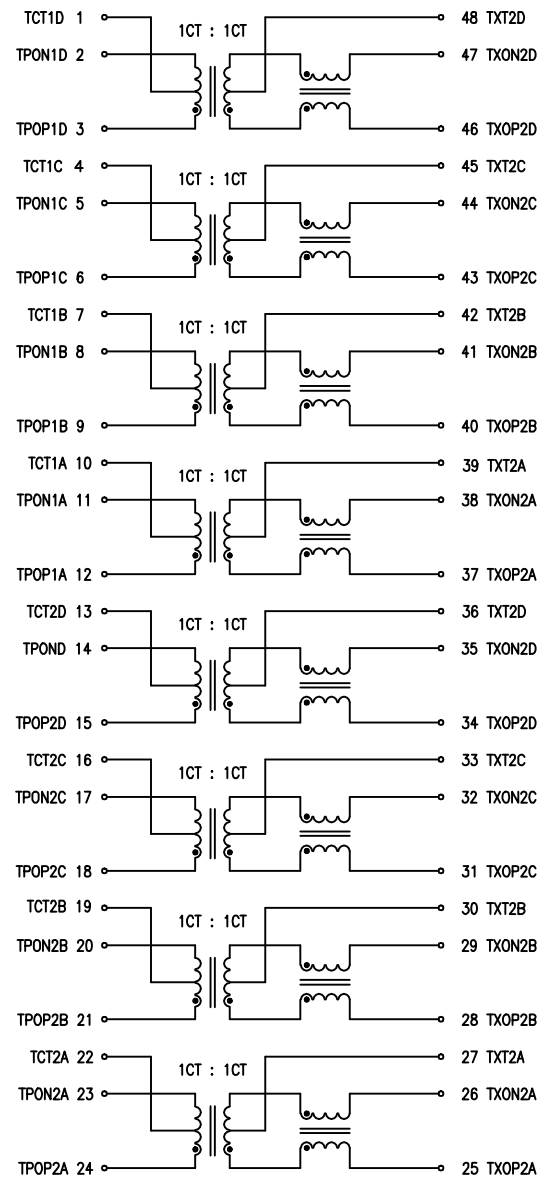 TCT1D 1 48 TXT2D
1CT : 1CT
TPON1D 2 47 TXON2D
TPOP1D 3 46 TXOP2D
TCT1C 4 45 TXT2C
1CT : 1CT
TPON1C 5 44 TXON2C
TPOP1C 6 43 TXOP2C
TCT1B 7 42 TXT2B
1CT : 1CT
TPON1B 8 41 TXON2B
TPOP1B 9 40 TXOP2B
TCT1A 10 39 TXT2A
1CT : 1CT
TPON1A 11 38 TXON2A
TPOP1A 12 37 TXOP2A
TCT2D 13 36 TXT2D
1CT : 1CT
TPOND 14 35 TXON2D
TPOP2D 15 34 TXOP2D
TCT2C 16 33 TXT2C
1CT : 1CT
TPON2C 17 32 TXON2C
TPOP2C 18 31 TXOP2C
TCT2B 19 30 TXT2B
1CT : 1CT
TPON2B 20 29 TXON2B
TPOP2B 21 28 TXOP2B
TCT2A 22 27 TXT2A
1CT : 1CT
TPON2A 23 26 TXON2A
TPOP2A 24 25 TXOP2A